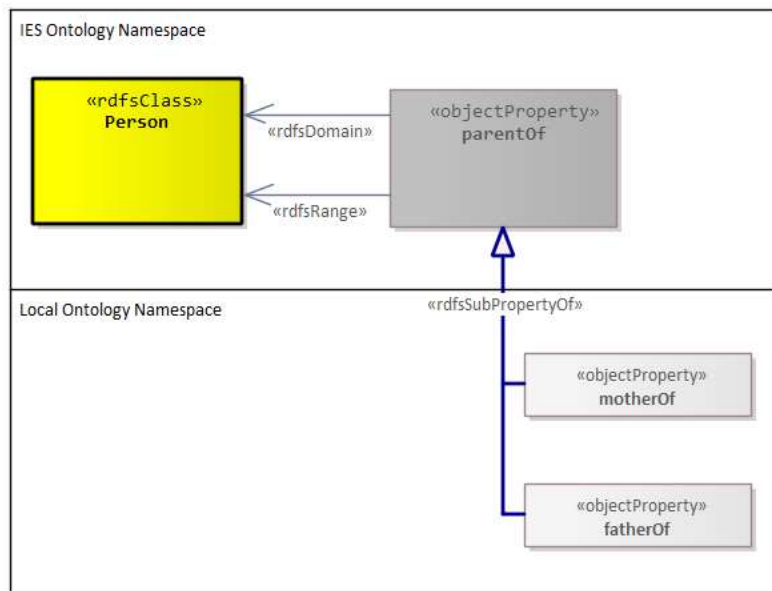 IES Ontology Namespace
«rdfsClass»
Person
«rdfsDomain»
«objectProperty»
parentOf
«rdfsRange»
Local Ontology Namespace
«rdfsSubPropertyOf»
«objectProperty»
motherOf
«objectProperty»
fatherOf